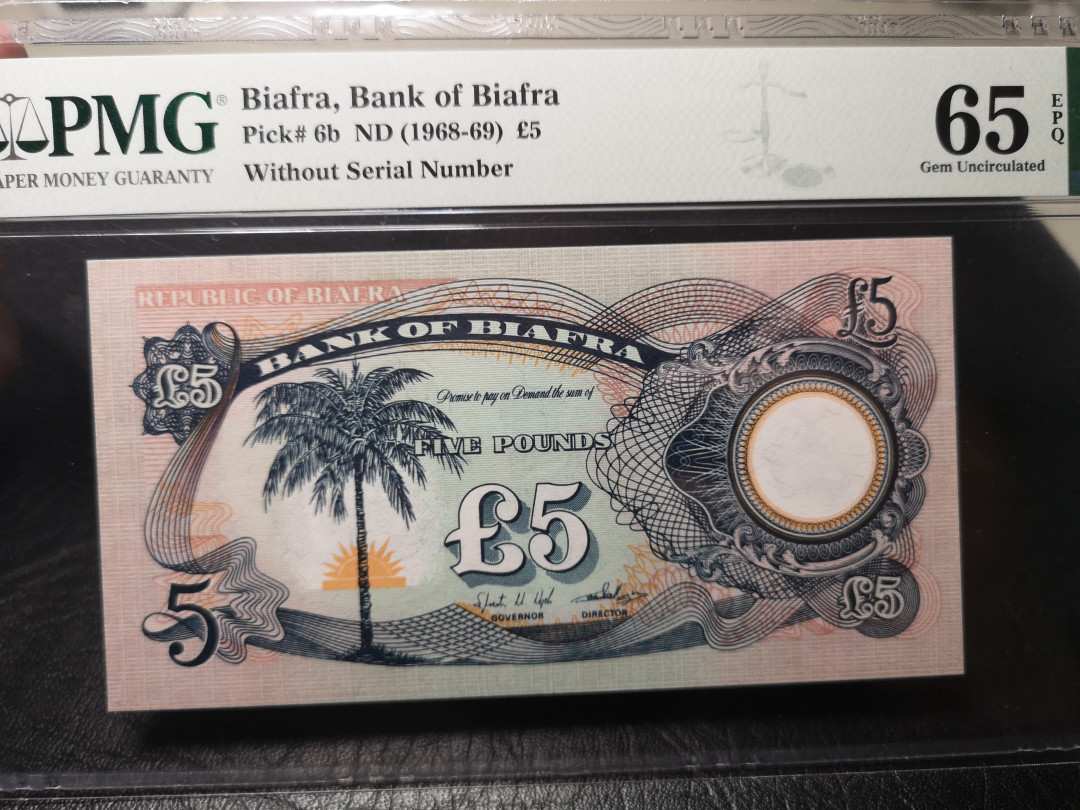 PMG®
PAPER MONEY GUARANTY
Biafra, Bank of Biafra
Pick# 6b ND (1968-69) £5
Without Serial Number
65 EPQ
Gem Uncirculated
REPUBLIC OF BIAFRA
BANK OF BIAFRA
£5
£5
Promise to pay on Demand the sum of
FIVE POUNDS
£5
GOVERNOR
DIRECTOR
5
£5